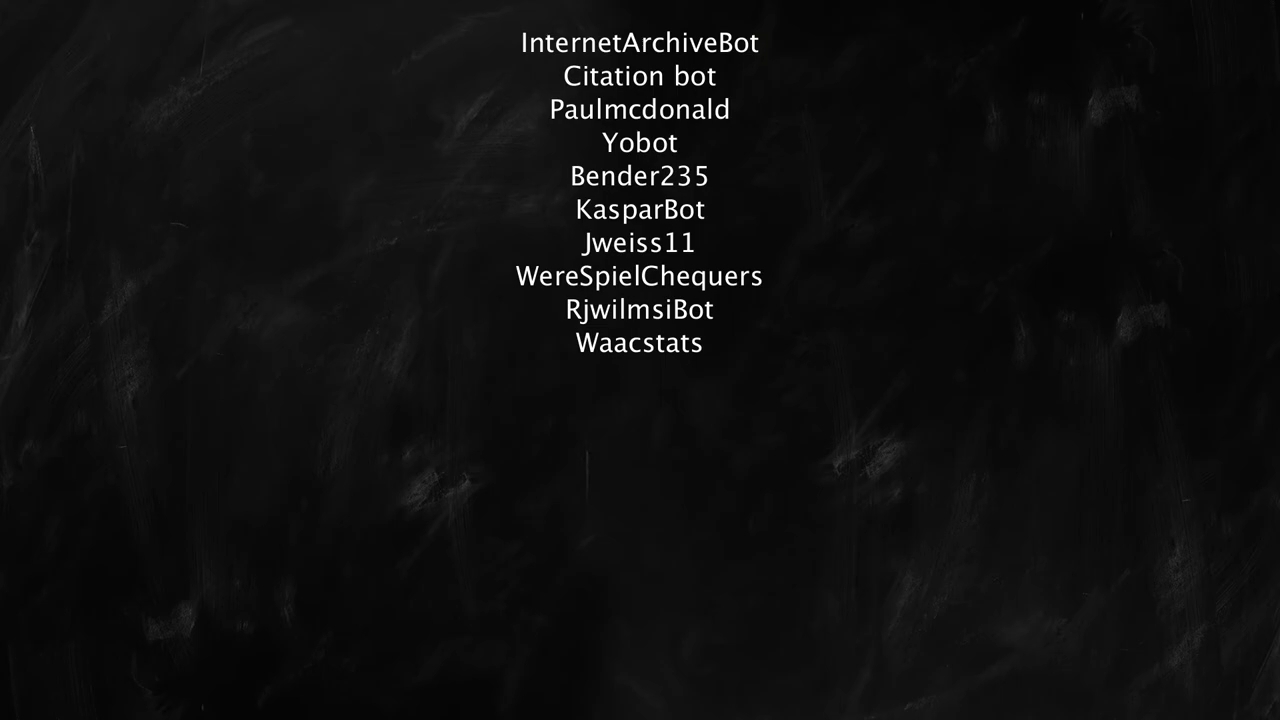 InternetArchiveBot
Citation bot
Paulmcdonald
Yobot
Bender235
KasparBot
Jweiss11
WereSpielChequers
RjwilmsiBot
Waacstats